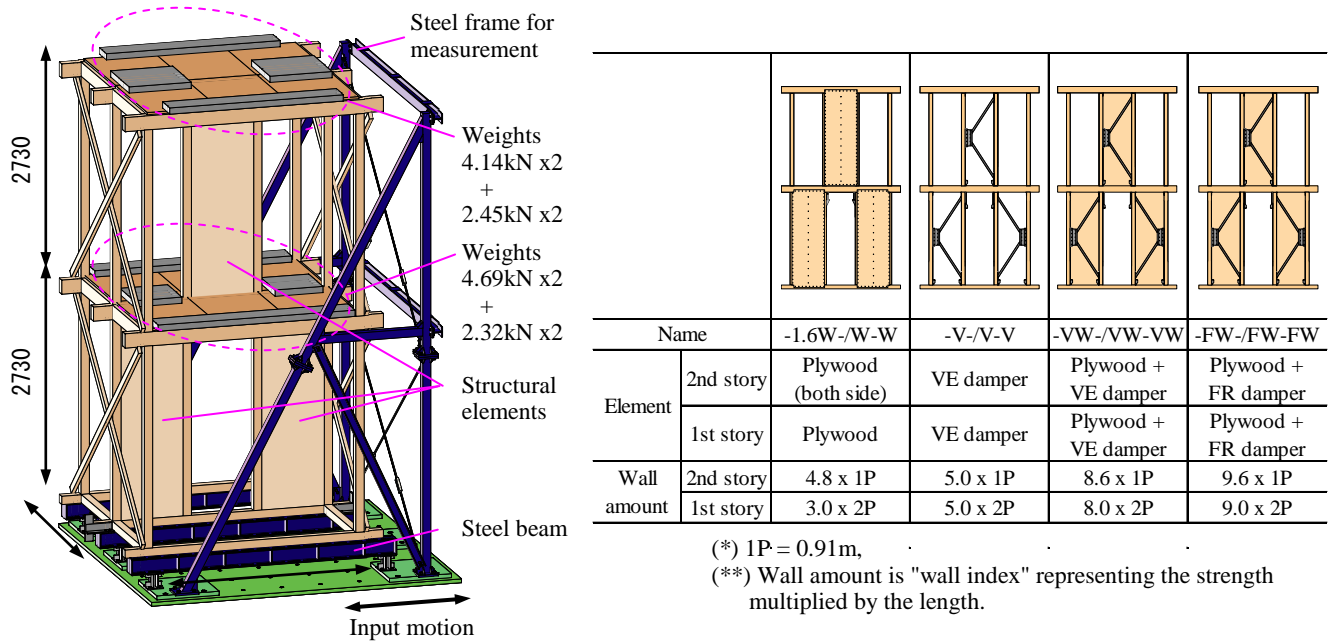 Steel frame for
measurement
2730
Weights
4.14kN x2
+
2.45kN x2
Weights
4.69kN x2
+
2.32kN x2
2730
Structural
elements
Steel beam
Input motion
Name -1.6W-/W-W -V-/V-V -VW-/VW-VW -FW-/FW-FW
Element 2nd story Plywood (both side) VE damper Plywood + VE damper Plywood + FR damper
1st story Plywood VE damper Plywood + VE damper Plywood + FR damper
Wall amount 2nd story 4.8 x 1P 5.0 x 1P 8.6 x 1P 9.6 x 1P
1st story 3.0 x 2P 5.0 x 2P 8.0 x 2P 9.0 x 2P
(*) 1P = 0.91m,
(**) Wall amount is "wall index" representing the strength
multiplied by the length.